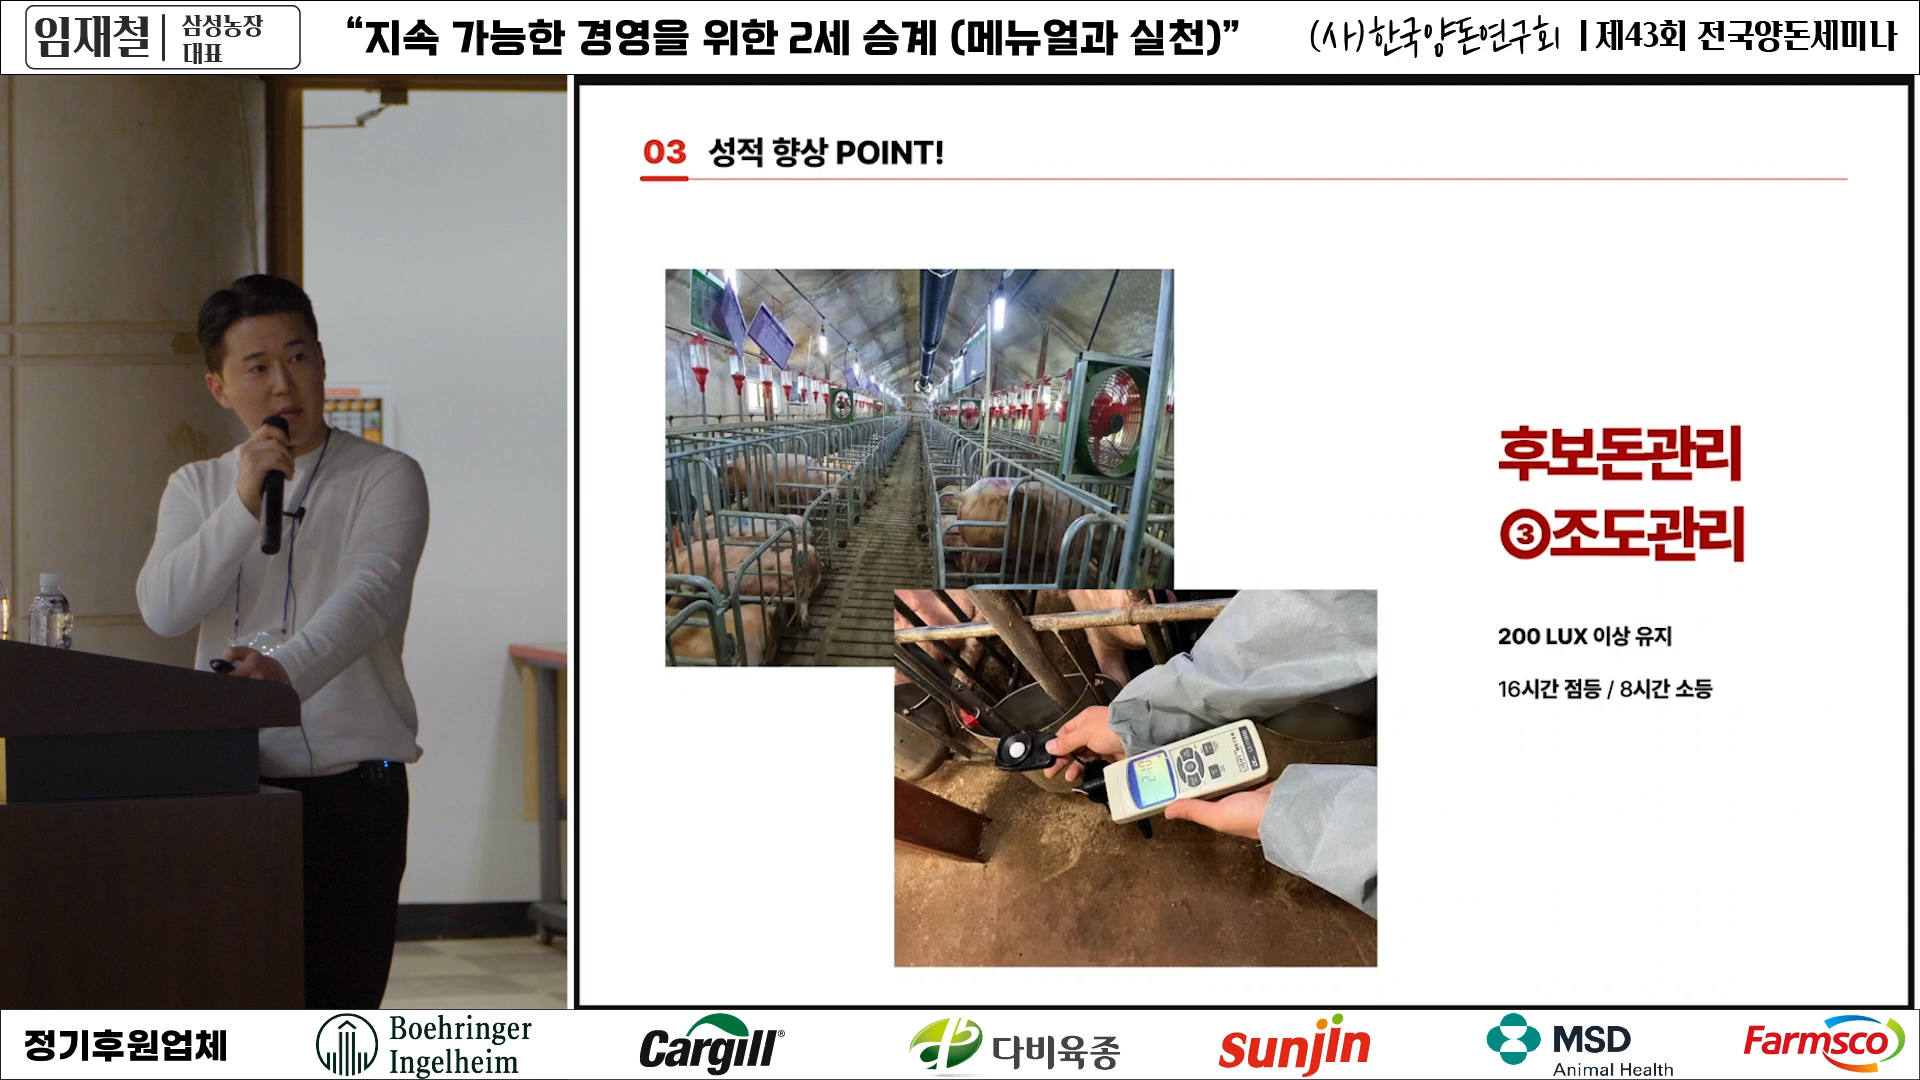 임재철
삼성농장
대표
“지속 가능한 경영을 위한 2세 승계 (메뉴얼과 실천)”
(사)한국양돈연구회 | 제43회 전국양돈세미나
03 성적 향상 POINT!
후보돈관리
③조도관리
200 LUX 이상 유지
16시간 점등 / 8시간 소등
정기후원업체
Boehringer
Ingelheim
Cargill®
다비육종
Sunjin
MSD
Animal Health
Farmsco